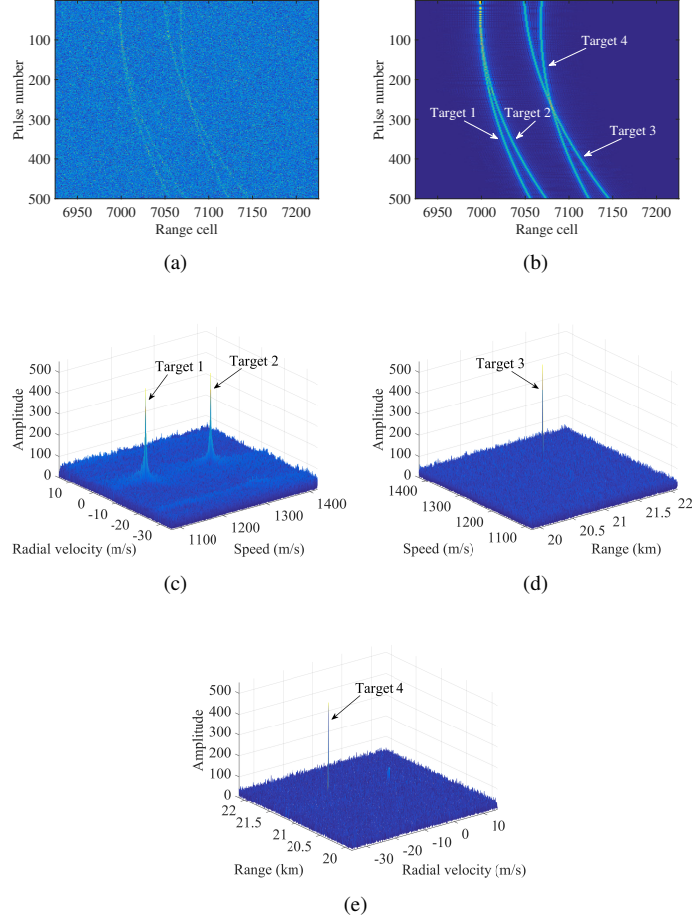 Pulse number
100
200
300
400
500
6950 7000 7050 7100 7150 7200
Range cell
(a)
Pulse number
100
200
300
400
500
Target 4
Target 1
Target 2
Target 3
6950 7000 7050 7100 7150 7200
Range cell
(b)
Amplitude
500
400
300
200
100
0
Target 1
Target 2
10
0
-10
-20
-30
Radial velocity (m/s)
1100
1200
1300
1400
Speed (m/s)
(c)
Amplitude
500
400
300
200
100
0
Target 3
1400
1300
1200
1100
Speed (m/s)
20
20.5
21
21.5
22
Range (km)
(d)
Amplitude
500
400
300
200
100
0
Target 4
22
21.5
21
20.5
20
Range (km)
-30
-20
-10
0
10
Radial velocity (m/s)
(e)